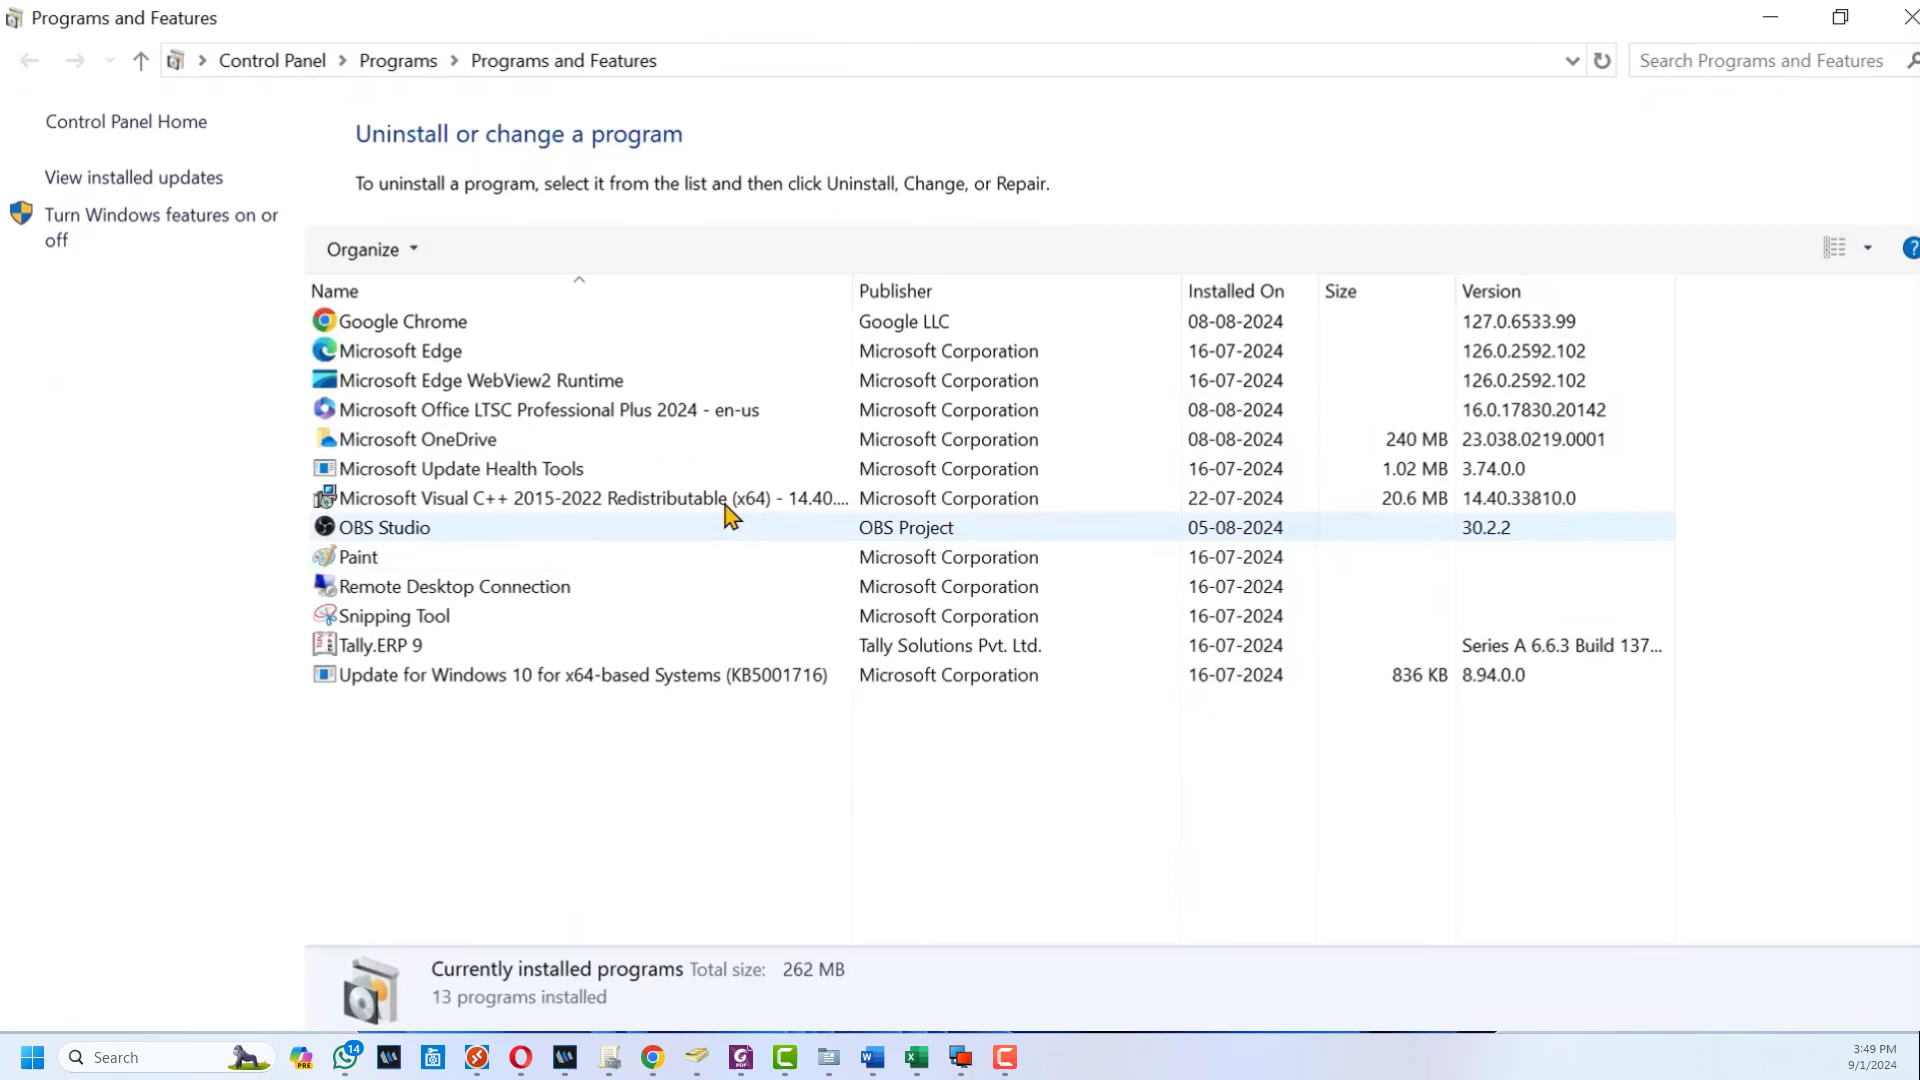 Programs and Features
Control Panel > Programs > Programs and Features
Search Programs and Features
Control Panel Home
View installed updates
Turn Windows features on or
off
Uninstall or change a program
To uninstall a program, select it from the list and then click Uninstall, Change, or Repair.
Organize
Name Publisher Installed On Size Version
Google Chrome Google LLC 08-08-2024 127.0.6533.99
Microsoft Edge Microsoft Corporation 16-07-2024 126.0.2592.102
Microsoft Edge WebView2 Runtime Microsoft Corporation 16-07-2024 126.0.2592.102
Microsoft Office LTSC Professional Plus 2024 - en-us Microsoft Corporation 08-08-2024 16.0.17830.20142
Microsoft OneDrive Microsoft Corporation 08-08-2024 240 MB 23.038.0219.0001
Microsoft Update Health Tools Microsoft Corporation 16-07-2024 1.02 MB 3.74.0.0
Microsoft Visual C++ 2015-2022 Redistributable (x64) - 14.40.... Microsoft Corporation 22-07-2024 20.6 MB 14.40.33810.0
OBS Studio OBS Project 05-08-2024 30.2.2
Paint Microsoft Corporation 16-07-2024
Remote Desktop Connection Microsoft Corporation 16-07-2024
Snipping Tool Microsoft Corporation 16-07-2024
Tally.ERP 9 Tally Solutions Pvt. Ltd. 16-07-2024 Series A 6.6.3 Build 137...
Update for Windows 10 for x64-based Systems (KB5001716) Microsoft Corporation 16-07-2024 836 KB 8.94.0.0
Currently installed programs Total size: 262 MB
13 programs installed
Search
PRE
14
PDF
3:49 PM
9/1/2024